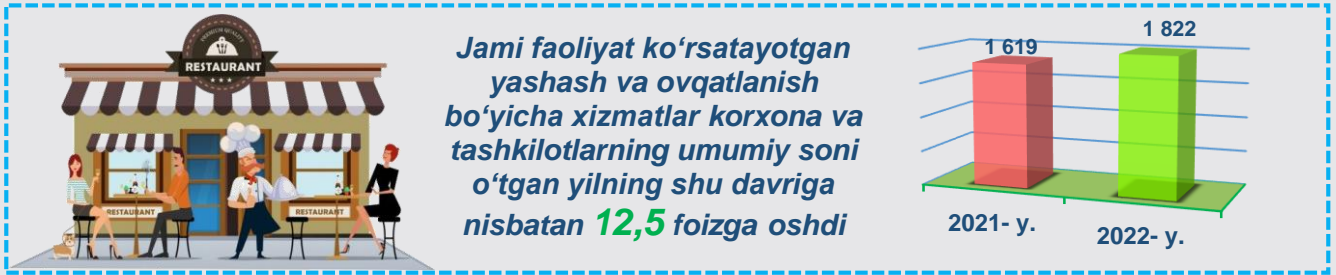 PREMIUM QUALITY
RESTAURANT
RESTAURANT
RESTAURANT
Jami faoliyat ko‘rsatayotgan
yashash va ovqatlanish
bo‘yicha xizmatlar korxona va
tashkilotlarning umumiy soni
o‘tgan yilning shu davriga
nisbatan 12,5 foizga oshdi
1 619
1 822
2021- y.
2022- y.